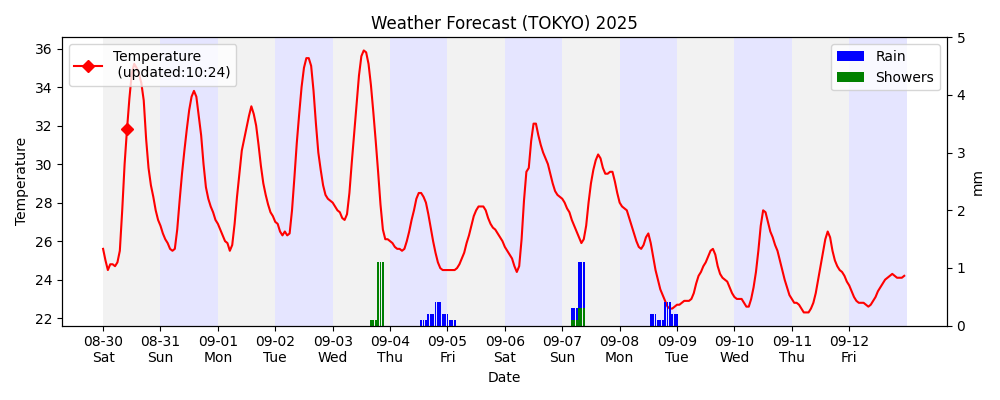 Weather Forecast (TOKYO) 2025
Temperature
(updated:10:24)
Rain
Showers
36
34
32
30
28
26
24
22
Temperature
5
4
3
2
1
0
mm
08-30 08-31 09-01 09-02 09-03 09-04 09-05 09-06 09-07 09-08 09-09 09-10 09-11 09-12
Sat Sun Mon Tue Wed Thu Fri Sat Sun Mon Tue Wed Thu Fri
Date